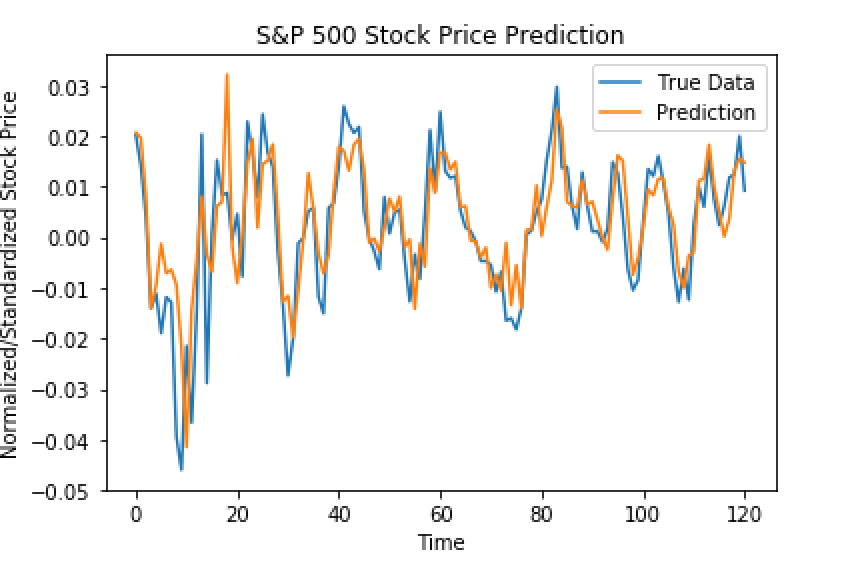 S&P 500 Stock Price Prediction
Normalized/Standardized Stock Price
0.03
0.02
0.01
0.00
−0.01
−0.02
−0.03
−0.04
−0.05
True Data
Prediction
0 20 40 60 80 100 120
Time